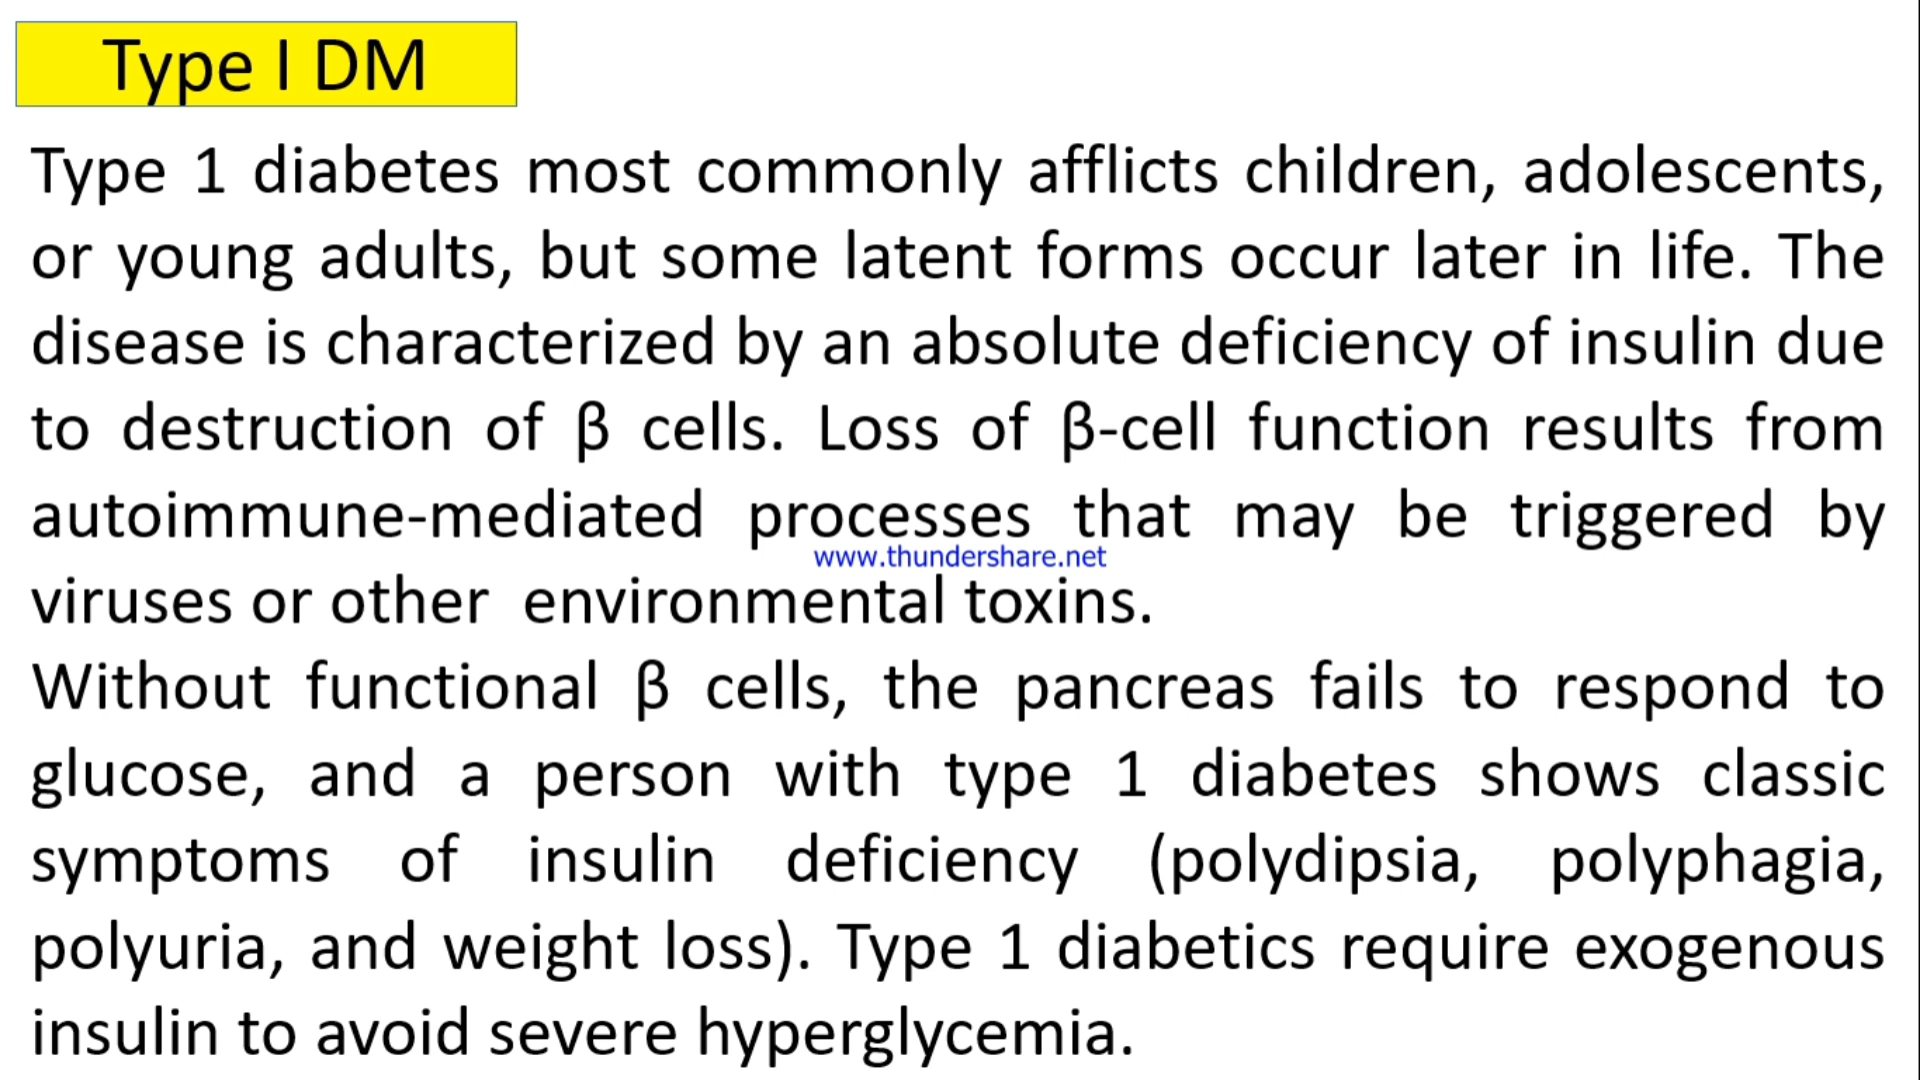 Type I DM
Type 1 diabetes most commonly afflicts children, adolescents,
or young adults, but some latent forms occur later in life. The
disease is characterized by an absolute deficiency of insulin due
to destruction of β cells. Loss of β-cell function results from
autoimmune-mediated processes that may be triggered by
www.thundershare.net
viruses or other environmental toxins.
Without functional β cells, the pancreas fails to respond to
glucose, and a person with type 1 diabetes shows classic
symptoms of insulin deficiency (polydipsia, polyphagia,
polyuria, and weight loss). Type 1 diabetics require exogenous
insulin to avoid severe hyperglycemia.